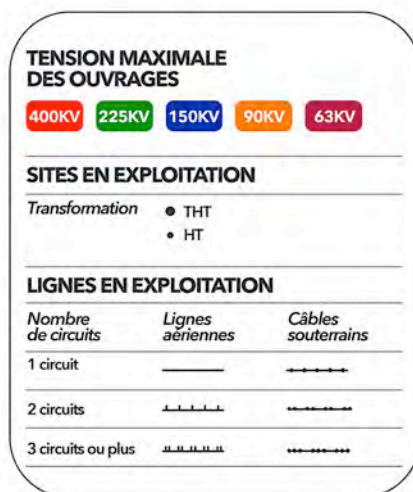 TENSION MAXIMALE
DES OUVRAGES
400KV 225KV 150KV 90KV 63KV
SITES EN EXPLOITATION
Transformation
THT
HT
LIGNES EN EXPLOITATION
Nombre
de circuits
Lignes
aériennes
Câbles
souterrains
1 circuit
2 circuits
3 circuits ou plus